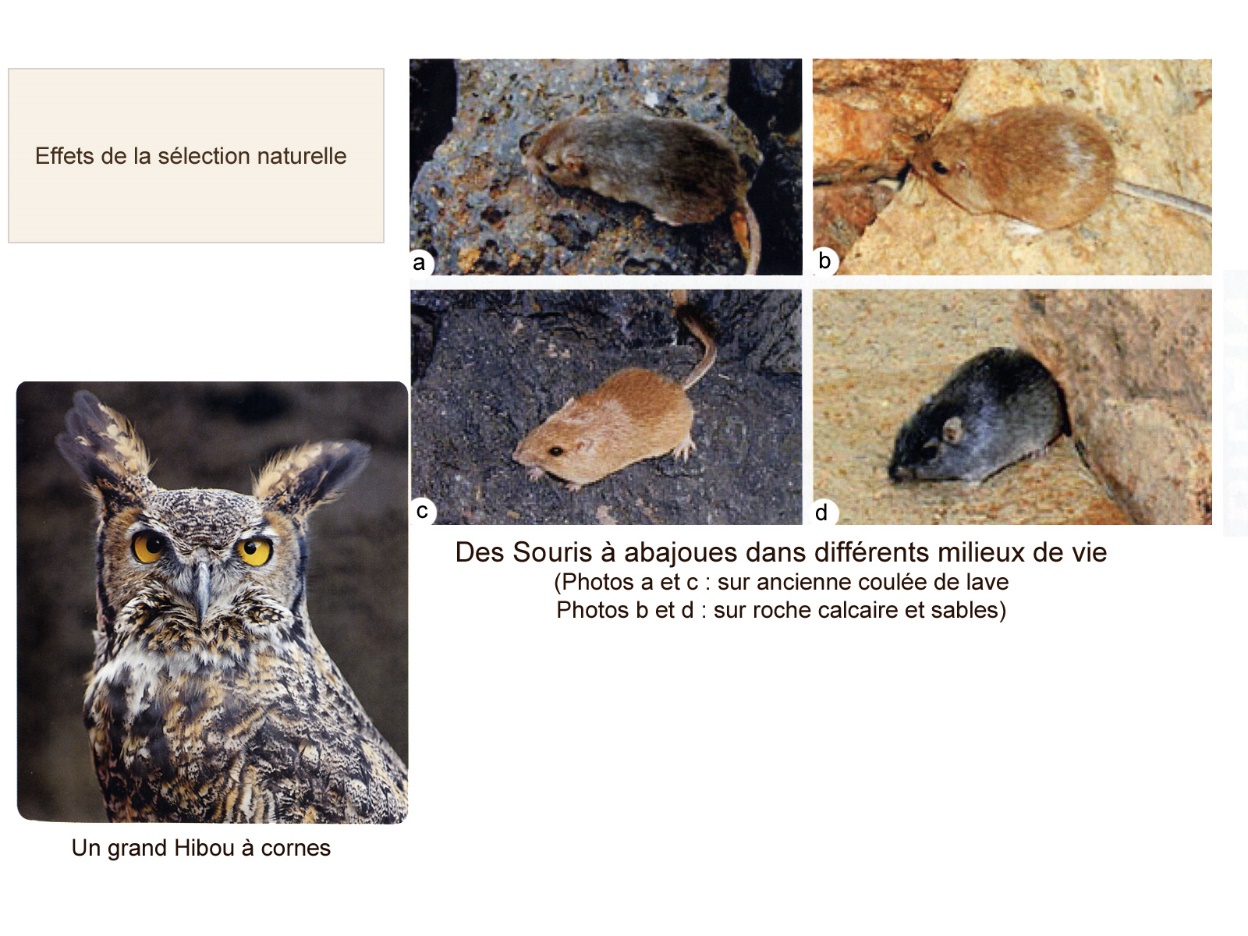 Effets de la sélection naturelle
a
b
c
d
Des Souris à abajoues dans différents milieux de vie
(Photos a et c : sur ancienne coulée de lave
Photos b et d : sur roche calcaire et sables)
Un grand Hibou à cornes